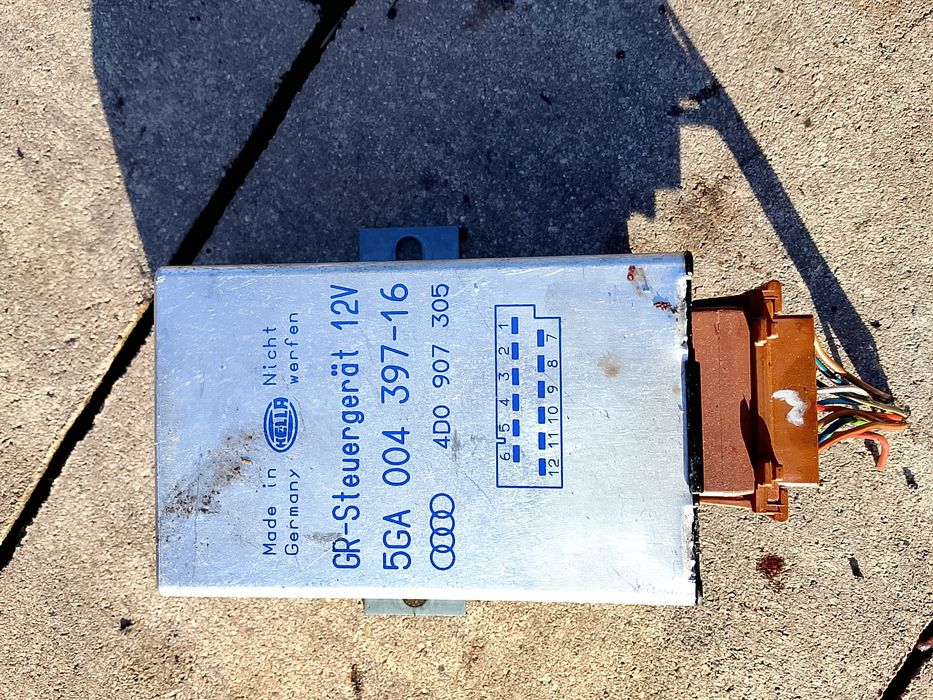 Made in HELLA Nicht
Germany werfen
GR-Steuergerät 12V
5GA 004 397-16
4D0 907 305
6 5 4 3 2 1
12 11 10 9 8 7